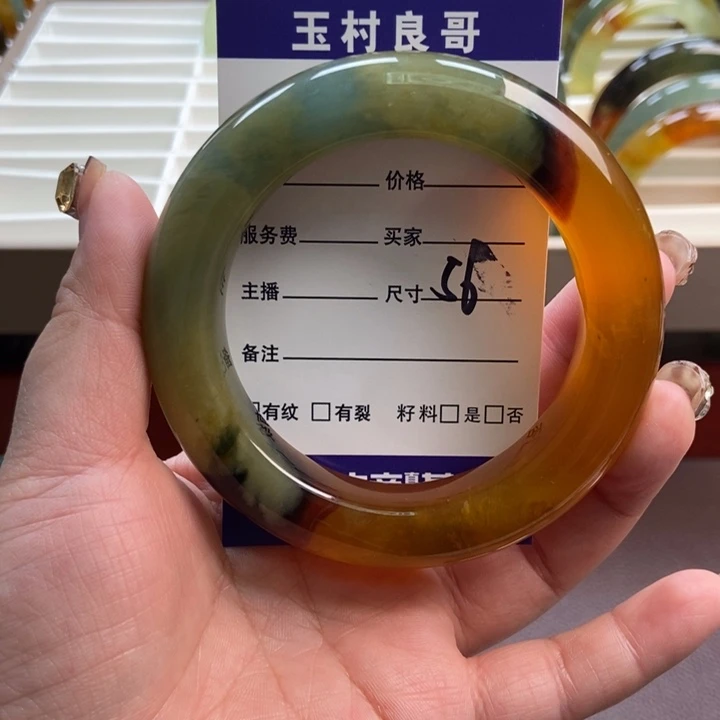 玉村良哥
价格
服务费 买家
主播 尺寸 56
备注
有纹 □有裂 籽料□是□否